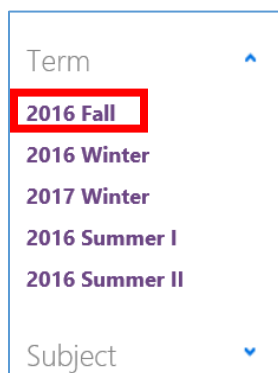 Term
2016 Fall
2016 Winter
2017 Winter
2016 Summer I
2016 Summer II
Subject